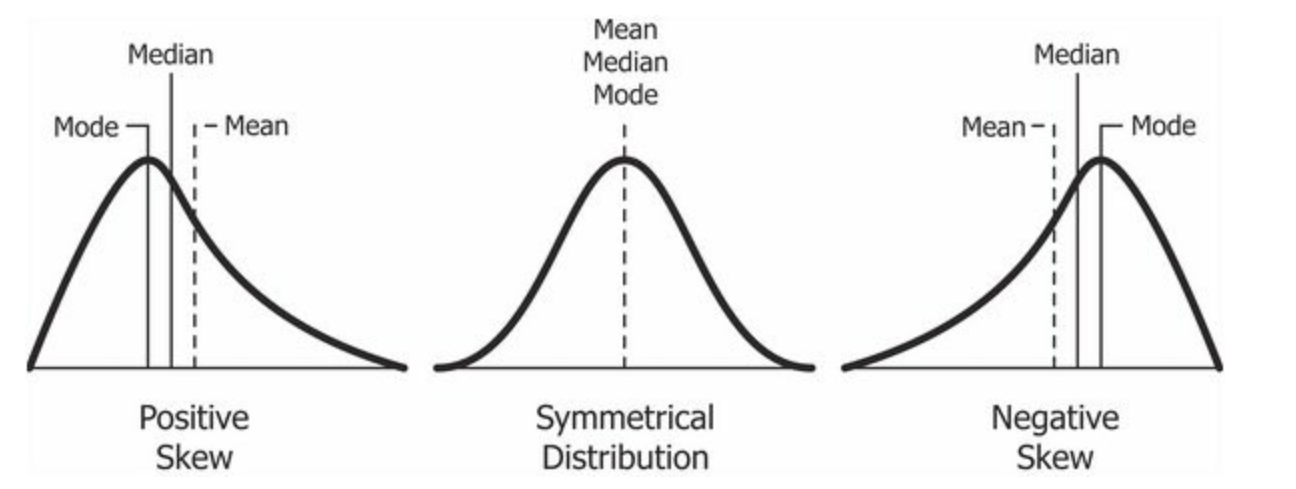 Median
Mode
Mean
Positive
Skew
Mean
Median
Mode
Symmetrical
Distribution
Median
Mean
Mode
Negative
Skew